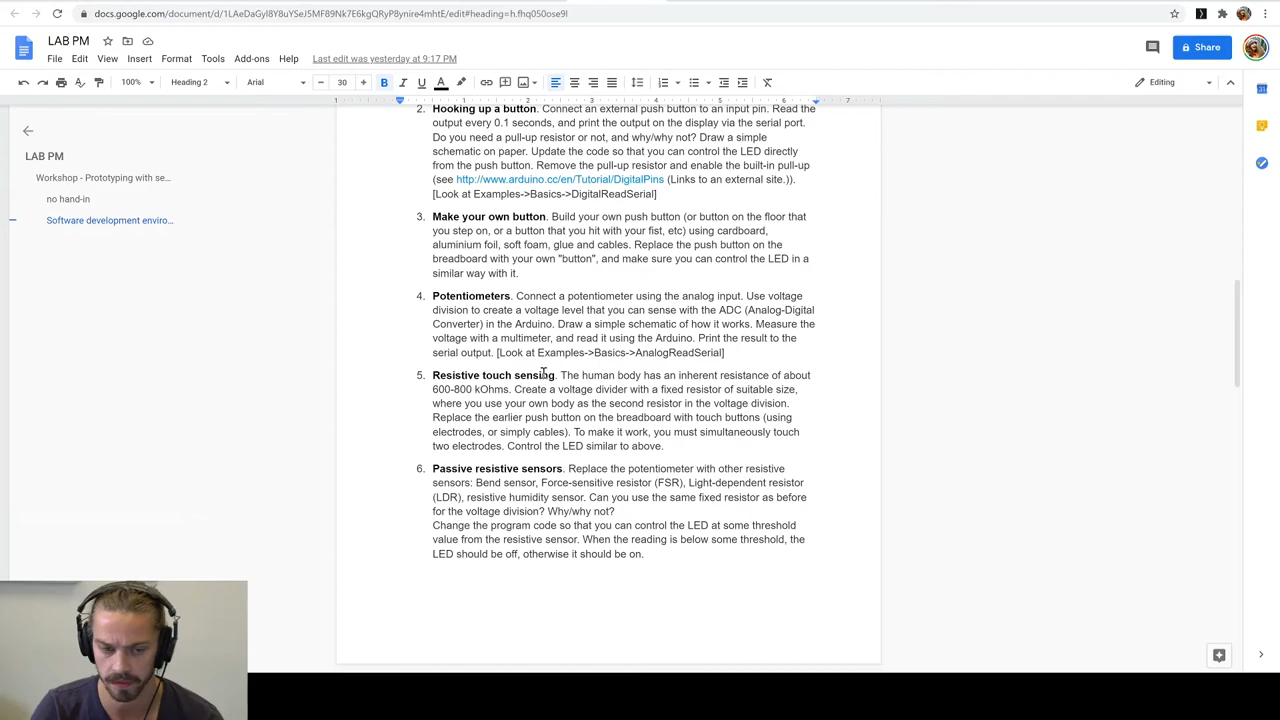 docs.google.com/document/d/1LAeDaGyl8Y8uYSeJ5MF89Nk7E6kgQRyP8ynire4mhtE/edit#heading=h.fhq050ose9l
LAB PM
File Edit View Insert Format Tools Add-ons Help Last edit was yesterday at 9:17 PM
Share
100% Heading 2 Arial 30 Editing
1 1 2 3 4 5 6 7
LAB PM
Workshop - Prototyping with se...
no hand-in
Software development enviro...
2. Hooking up a button. Connect an external push button to an input pin. Read the
output every 0.1 seconds, and print the output on the display via the serial port.
Do you need a pull-up resistor or not, and why/why not? Draw a simple
schematic on paper. Update the code so that you can control the LED directly
from the push button. Remove the pull-up resistor and enable the built-in pull-up
(see http://www.arduino.cc/en/Tutorial/DigitalPins (Links to an external site.)).
[Look at Examples->Basics->DigitalReadSerial]
3. Make your own button. Build your own push button (or button on the floor that
you step on, or a button that you hit with your fist, etc) using cardboard,
aluminium foil, soft foam, glue and cables. Replace the push button on the
breadboard with your own "button", and make sure you can control the LED in a
similar way with it.
4. Potentiometers. Connect a potentiometer using the analog input. Use voltage
division to create a voltage level that you can sense with the ADC (Analog-Digital
Converter) in the Arduino. Draw a simple schematic of how it works. Measure the
voltage with a multimeter, and read it using the Arduino. Print the result to the
serial output. [Look at Examples->Basics->AnalogReadSerial]
5. Resistive touch sensing. The human body has an inherent resistance of about
600-800 kOhms. Create a voltage divider with a fixed resistor of suitable size,
where you use your own body as the second resistor in the voltage division.
Replace the earlier push button on the breadboard with touch buttons (using
electrodes, or simply cables). To make it work, you must simultaneously touch
two electrodes. Control the LED similar to above.
6. Passive resistive sensors. Replace the potentiometer with other resistive
sensors: Bend sensor, Force-sensitive resistor (FSR), Light-dependent resistor
(LDR), resistive humidity sensor. Can you use the same fixed resistor as before
for the voltage division? Why/why not?
Change the program code so that you can control the LED at some threshold
value from the resistive sensor. When the reading is below some threshold, the
LED should be off, otherwise it should be on.